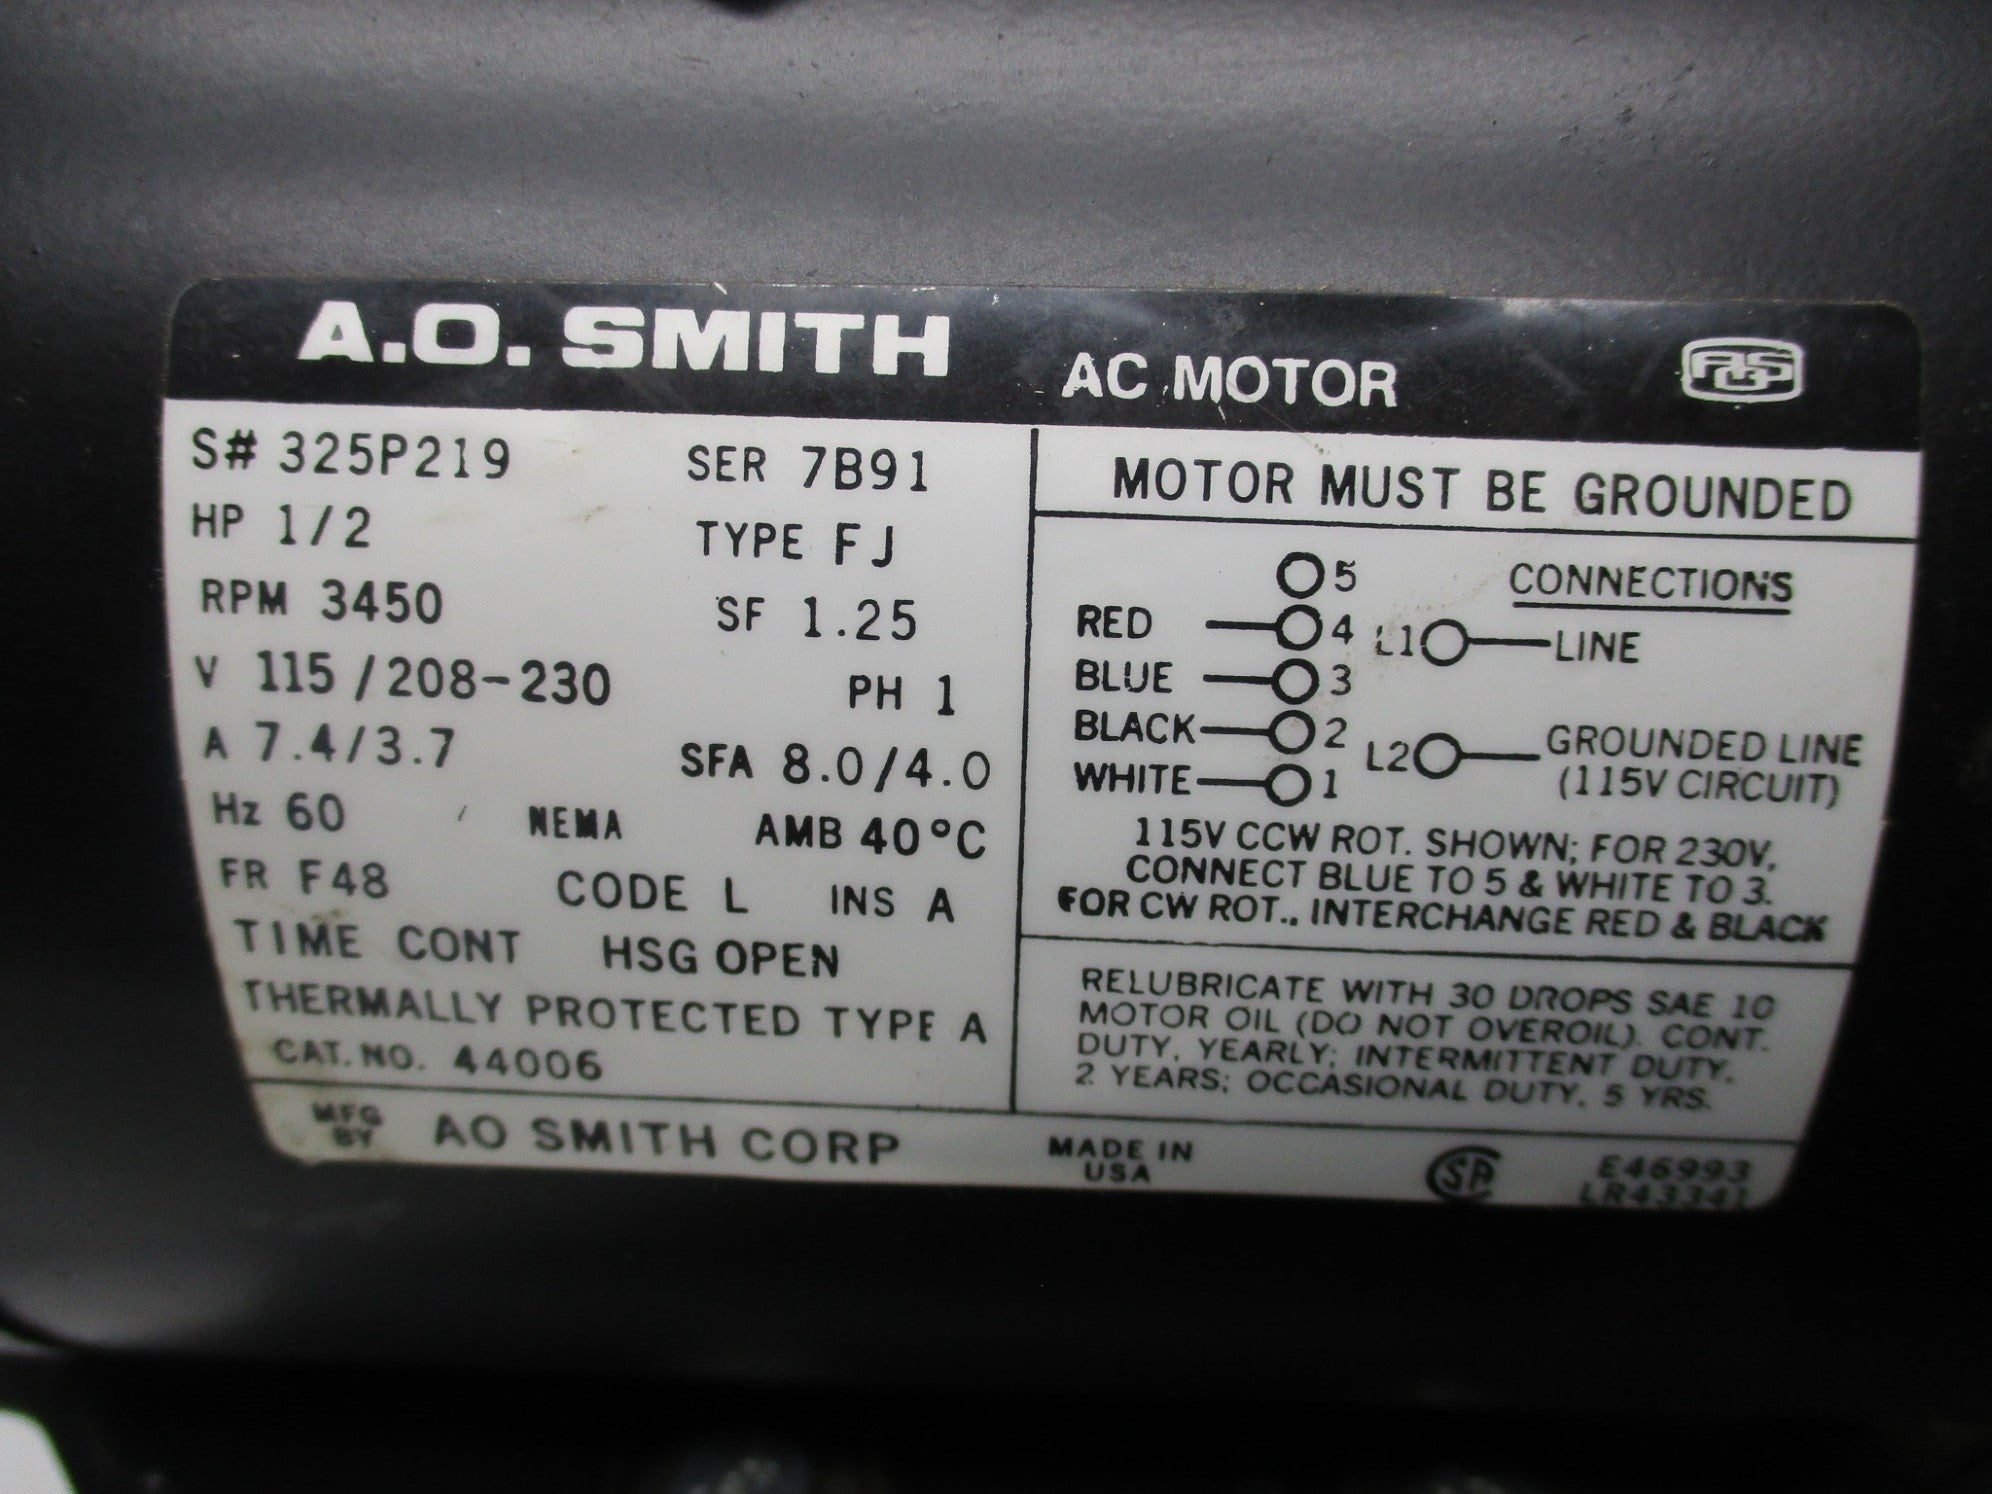 A.O. SMITH AC MOTOR
S# 325P219 SER 7B91
HP 1/2 TYPE FJ
RPM 3450 SF 1.25
V 115/208-230 PH 1
A 7.4/3.7 SFA 8.0/4.0
Hz 60 NEMA AMB 40°C
FR F48 CODE L INS A
TIME CONT HSG OPEN
THERMALLY PROTECTED TYPE A
CAT. NO. 44006
MOTOR MUST BE GROUNDED
5 CONNECTIONS
RED 4 L1 LINE
BLUE 3
BLACK 2 L2 GROUNDED LINE
WHITE 1 (115V CIRCUIT)
115V CCW ROT. SHOWN; FOR 230V,
CONNECT BLUE TO 5 & WHITE TO 3.
FOR CW ROT., INTERCHANGE RED & BLACK
RELUBRICATE WITH 30 DROPS SAE 10
MOTOR OIL (DO NOT OVEROIL). CONT.
DUTY, YEARLY; INTERMITTENT DUTY,
2 YEARS; OCCASIONAL DUTY, 5 YRS.
MFG BY AO SMITH CORP
MADE IN
USA
E46993
LR43341